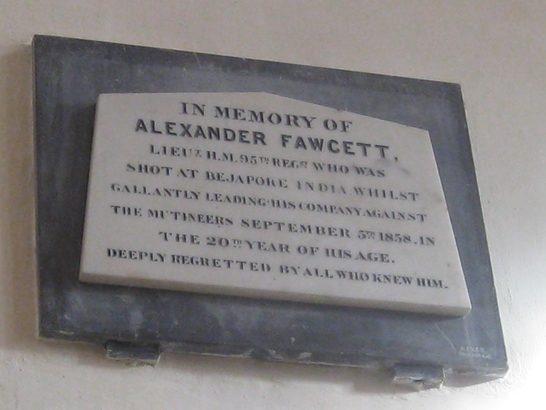 IN MEMORY OF
ALEXANDER FAWCETT,
LIEUT. H.M. 95TH REGT. WHO WAS
SHOT AT BEJAPORE INDIA WHILST
GALLANTLY LEADING HIS COMPANY AGAINST
THE MUTINEERS SEPTEMBER 5TH 1858. IN
THE 20TH YEAR OF HIS AGE.
DEEPLY REGRETTED BY ALL WHO KNEW HIM.